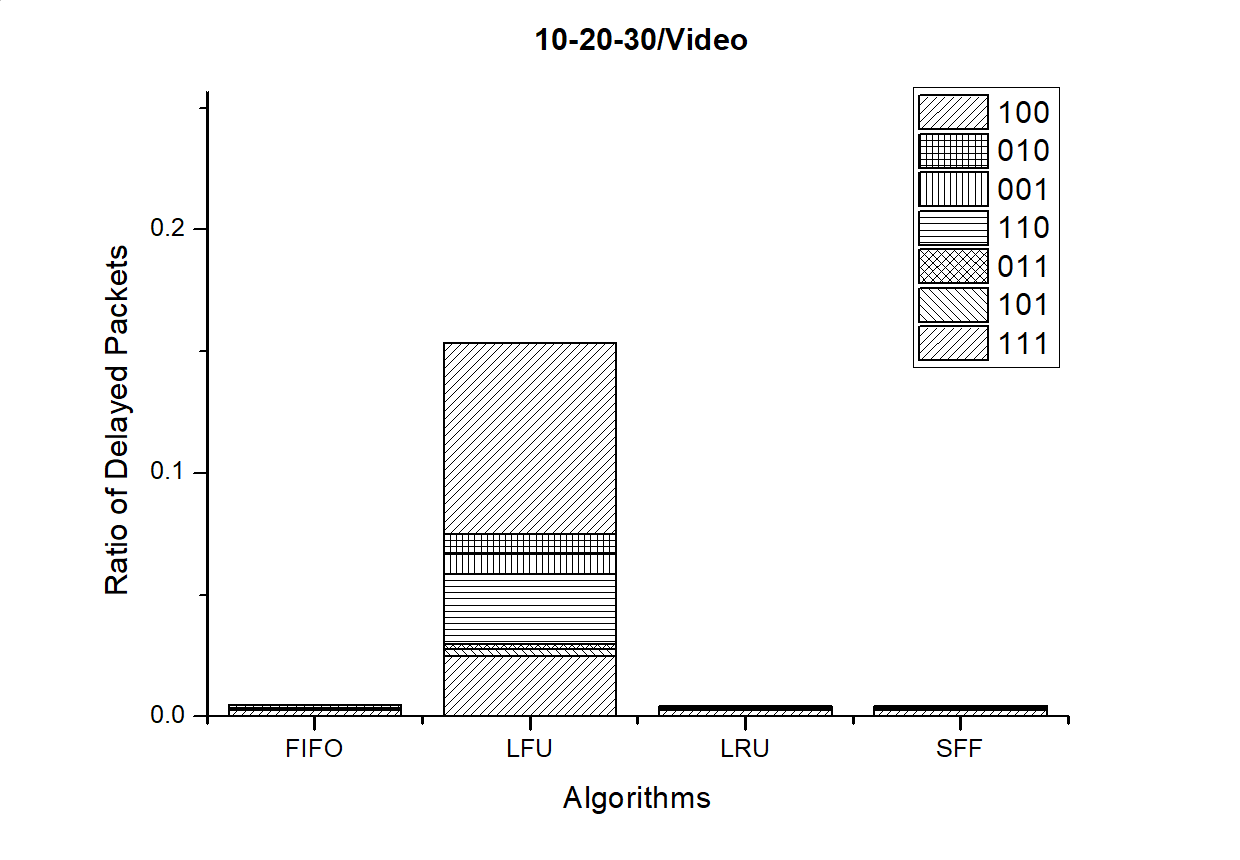 10-20-30/Video
100
010
001
110
011
101
111
Ratio of Delayed Packets
0.2
0.1
0.0
FIFO LFU LRU SFF
Algorithms